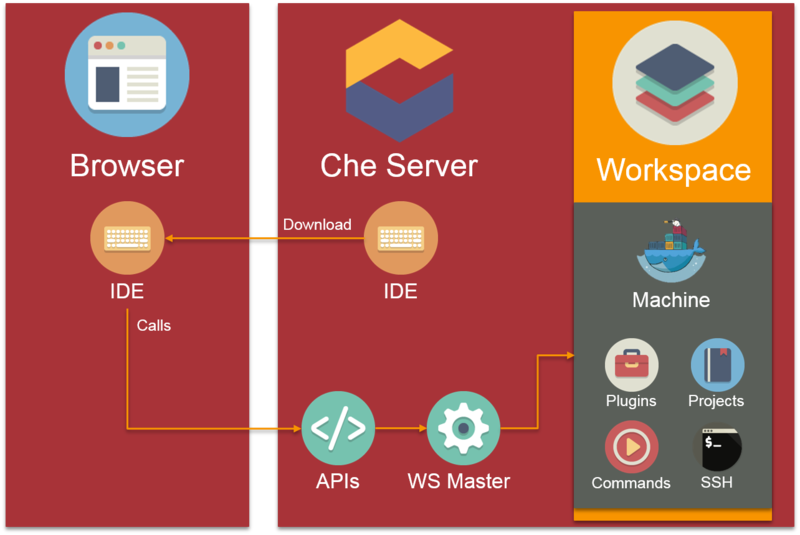 Browser
IDE
Calls
Che Server
Download
IDE
APIs
WS Master
Workspace
Machine
Plugins
Projects
Commands
$_
SSH